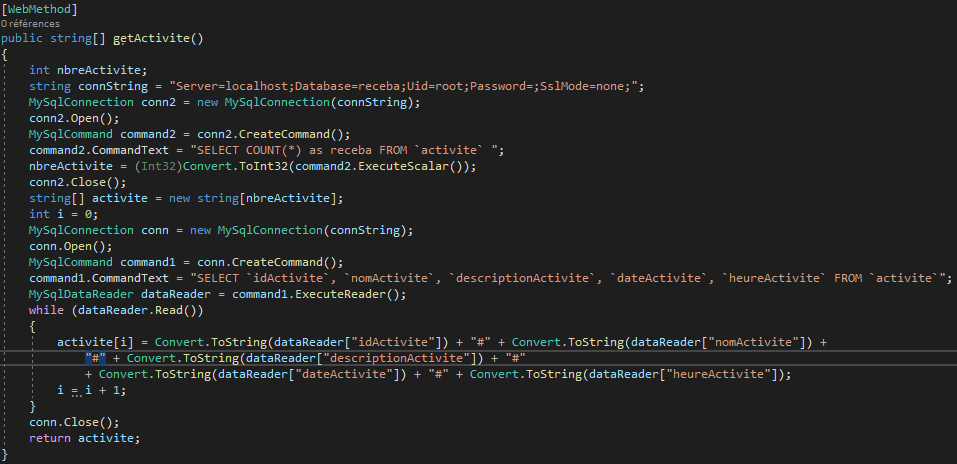 [WebMethod]
0 références
public string[] getActivite()
{
int nbreActivite;
string connString = "Server=localhost;Database=receba;Uid=root;Password=;SslMode=none;";
MySqlConnection conn2 = new MySqlConnection(connString);
conn2.Open();
MySqlCommand command2 = conn2.CreateCommand();
command2.CommandText = "SELECT COUNT(*) as receba FROM `activite` ";
nbreActivite = (Int32)Convert.ToInt32(command2.ExecuteScalar());
conn2.Close();
string[] activite = new string[nbreActivite];
int i = 0;
MySqlConnection conn = new MySqlConnection(connString);
conn.Open();
MySqlCommand command1 = conn.CreateCommand();
command1.CommandText = "SELECT `idActivite`, `nomActivite`, `descriptionActivite`, `dateActivite`, `heureActivite` FROM `activite`";
MySqlDataReader dataReader = command1.ExecuteReader();
while (dataReader.Read())
{
activite[i] = Convert.ToString(dataReader["idActivite"]) + "#" + Convert.ToString(dataReader["nomActivite"]) +
"#" + Convert.ToString(dataReader["descriptionActivite"]) + "#"
+ Convert.ToString(dataReader["dateActivite"]) + "#" + Convert.ToString(dataReader["heureActivite"]);
i = i + 1;
}
conn.Close();
return activite;
}